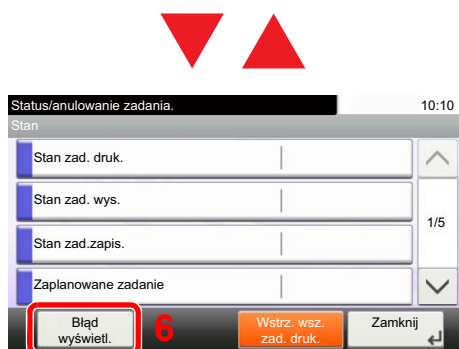 Status/anulowanie zadania.
10:10
Stan
Stan zad. druk.
Stan zad. wys.
1/5
Stan zad.zapis.
Zaplanowane zadanie
Błąd
wyświetl.
6
Wstrz. wsz.
zad. druk.
Zamknij